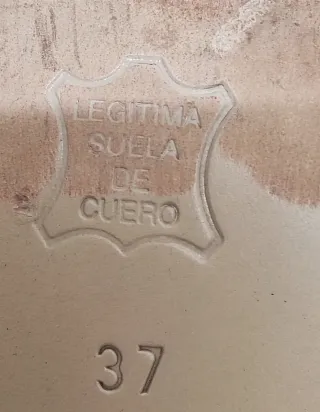 LEGITIMA
SUELA
DE
CUERO
37